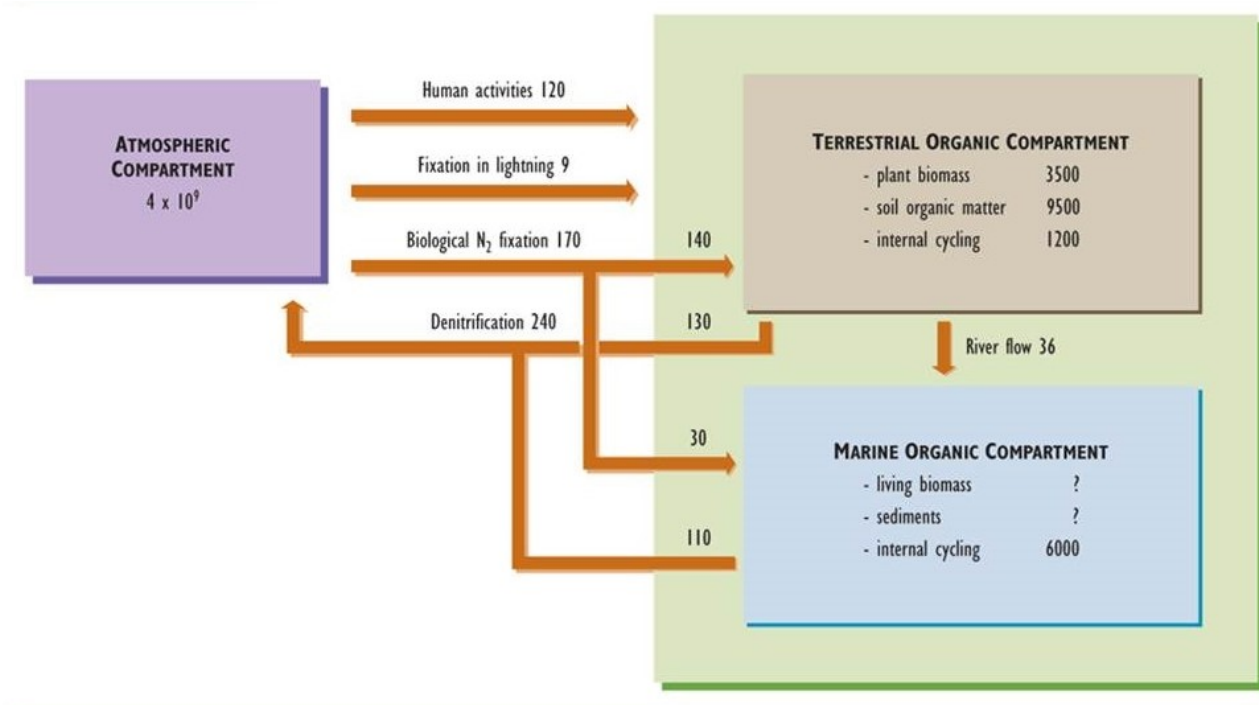 Human activities 120
ATMOSPHERIC
COMPARTMENT
4 x 10⁹
Fixation in lightning 9
Biological N₂ fixation 170
140
Denitrification 240
130
30
110
TERRESTRIAL ORGANIC COMPARTMENT
- plant biomass 3500
- soil organic matter 9500
- internal cycling 1200
River flow 36
MARINE ORGANIC COMPARTMENT
- living biomass ?
- sediments ?
- internal cycling 6000